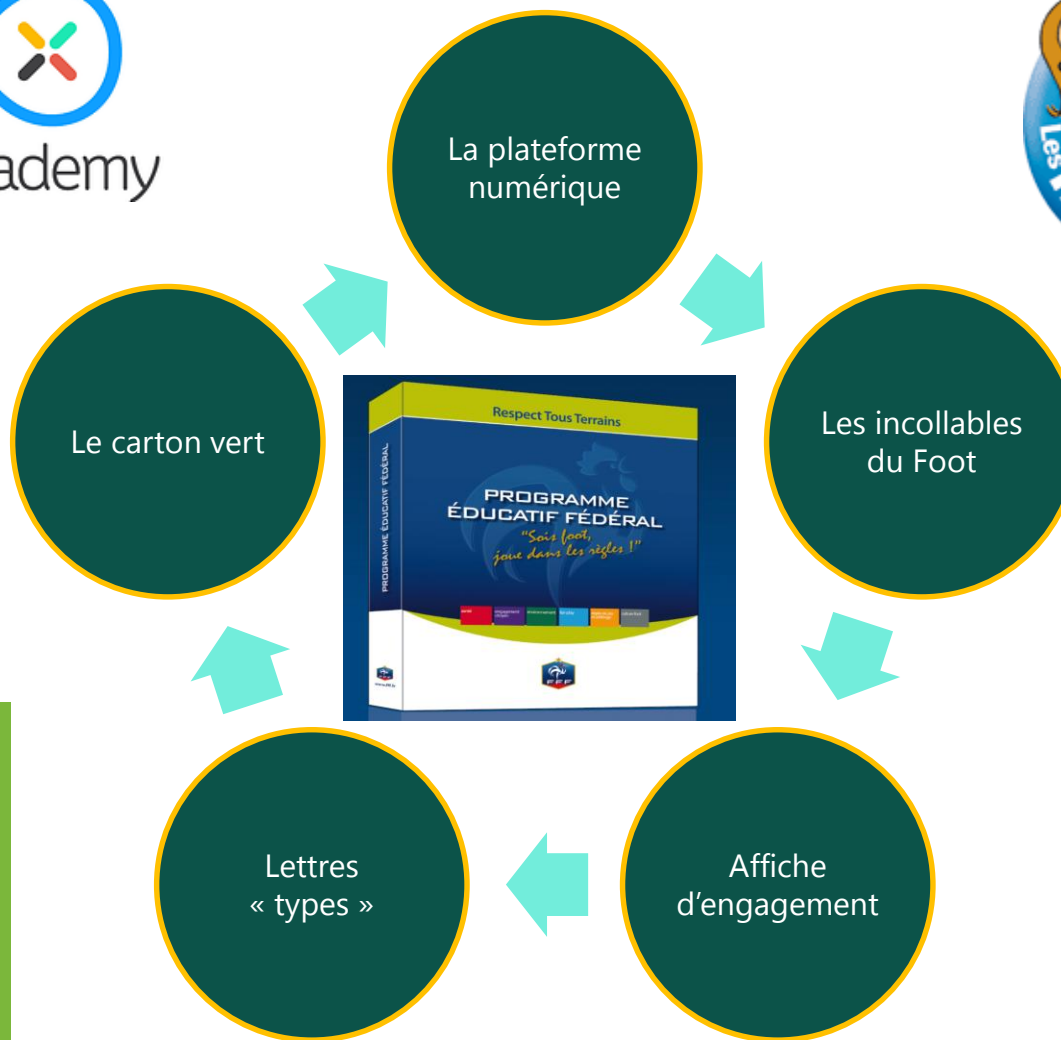 ademy
La plateforme
numérique
Les
Le carton vert
Les incollables
du Foot
Respect Tous Terrains
PROGRAMME ÉDUCATIF FÉDÉRAL
PROGRAMME
ÉDUCATIF FÉDÉRAL
"Sois foot,
joue dans les règles !"
FFF
Lettres
« types »
Affiche
d'engagement